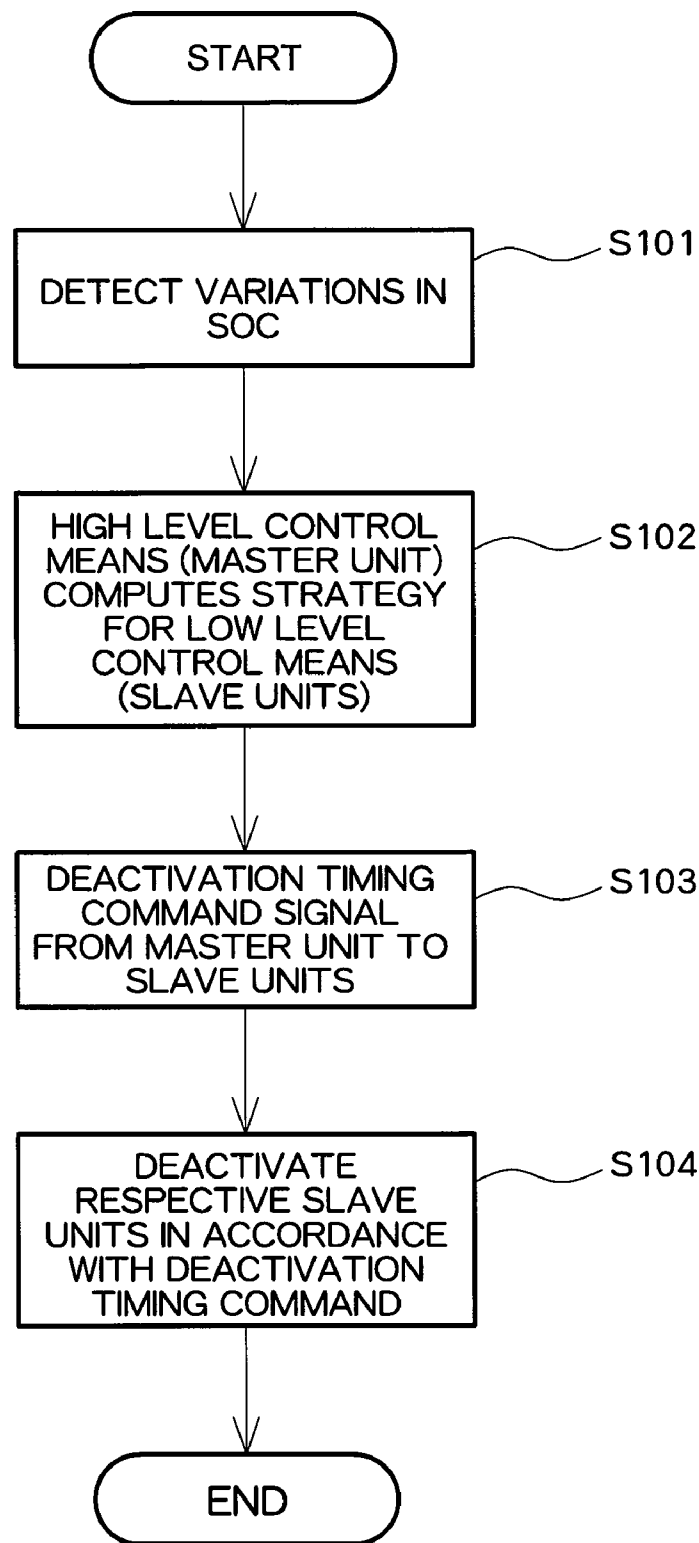 START
DETECT VARIATIONS IN
SOC
S101
HIGH LEVEL CONTROL
MEANS (MASTER UNIT)
COMPUTES STRATEGY
FOR LOW LEVEL
CONTROL MEANS
(SLAVE UNITS)
S102
DEACTIVATION TIMING
COMMAND SIGNAL
FROM MASTER UNIT TO
SLAVE UNITS
S103
DEACTIVATE
RESPECTIVE SLAVE
UNITS IN ACCORDANCE
WITH DEACTIVATION
TIMING COMMAND
S104
END